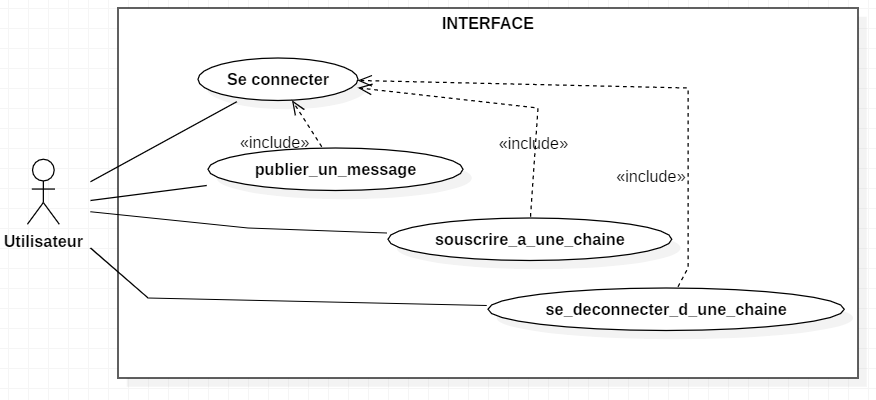 INTERFACE
Se connecter
«include»
publier_un_message
«include»
«include»
Utilisateur
souscrire_a_une_chaine
se_deconnecter_d_une_chaine